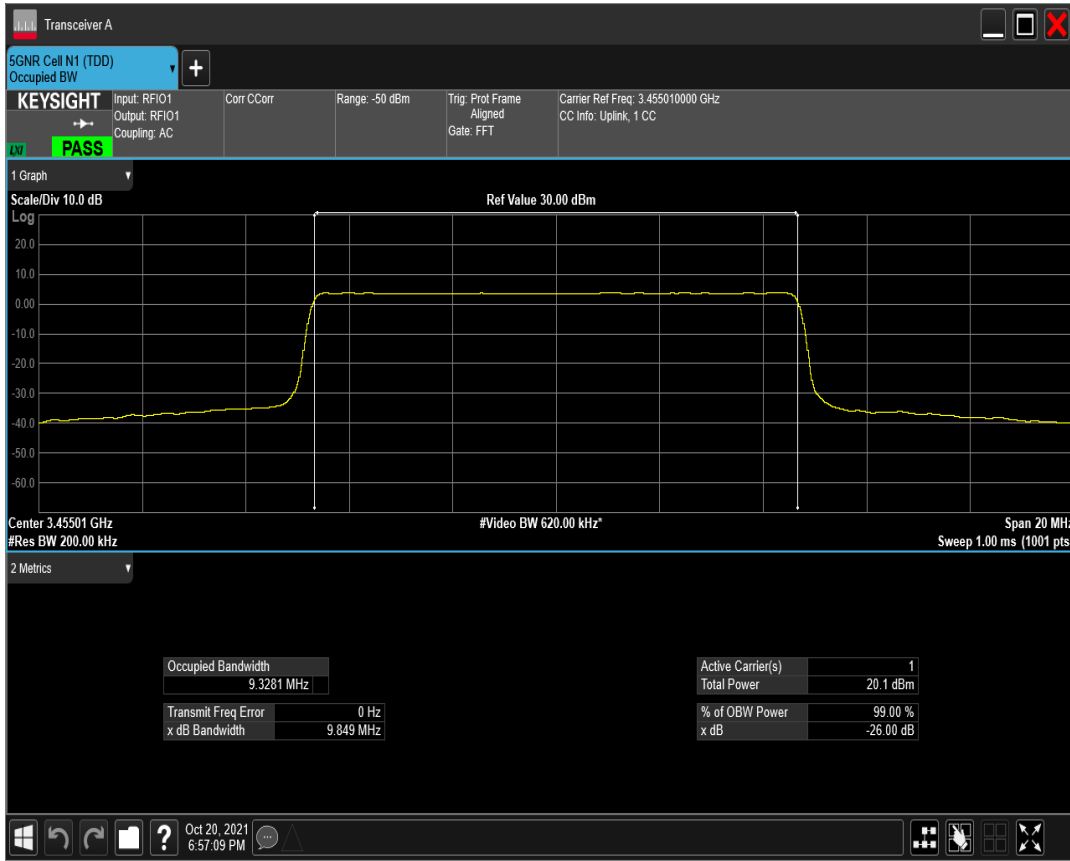 Transceiver A
5GNR Cell N1 (TDD)
Occupied BW
+
KEYSIGHT
LXI
PASS
Input: RFIO1
Output: RFIO1
Coupling: AC
Corr CCorr
Range: -50 dBm
Trig: Prot Frame
Aligned
Gate: FFT
Carrier Ref Freq: 3.455010000 GHz
CC Info: Uplink, 1 CC
1 Graph
Scale/Div 10.0 dB
Ref Value 30.00 dBm
Log
20.0
10.0
0.00
-10.0
-20.0
-30.0
-40.0
-50.0
-60.0
Center 3.45501 GHz
#Video BW 620.00 kHz*
Span 20 MHz
#Res BW 200.00 kHz
Sweep 1.00 ms (1001 pts
2 Metrics
Occupied Bandwidth
9.3281 MHz
Transmit Freq Error 0 Hz
x dB Bandwidth 9.849 MHz
Active Carrier(s) 1
Total Power 20.1 dBm
% of OBW Power 99.00 %
x dB -26.00 dB
?
Oct 20, 2021
6:57:09 PM